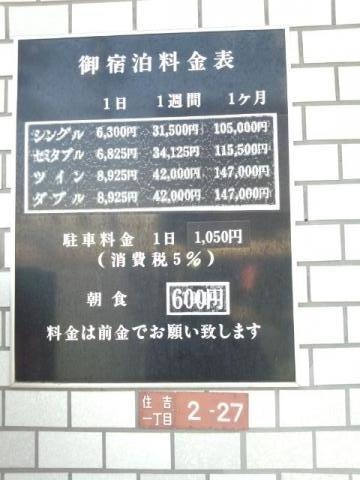 御宿泊料金表
1日 1週間 1ヶ月
シングル 6,300円 31,500円 105,000円
セミダブル 6,825円 34,125円 115,500円
ツイン 8,925円 42,000円 147,000円
ダブル 8,925円 42,000円 147,000円
駐車料金 1日 1,050円
(消費税5%)
朝食 600円
料金は前金でお願い致します
住吉
一丁目 2-27